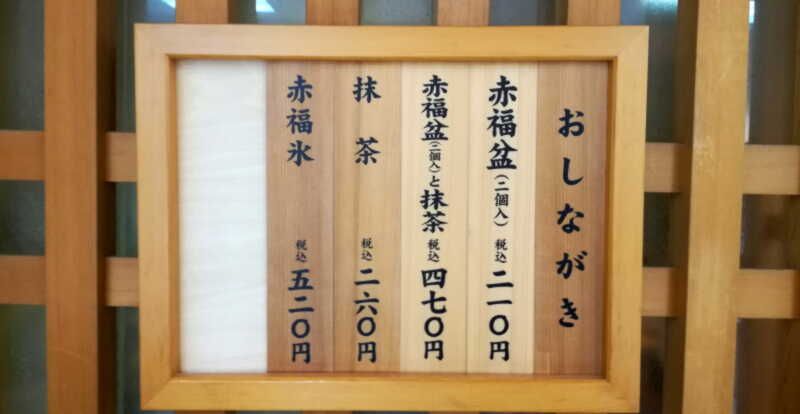 おしながき
赤福盆(二個入) 税込 二一〇円
赤福盆(二個入)と抹茶 税込 四七〇円
抹茶 税込 二六〇円
赤福氷 税込 五二〇円